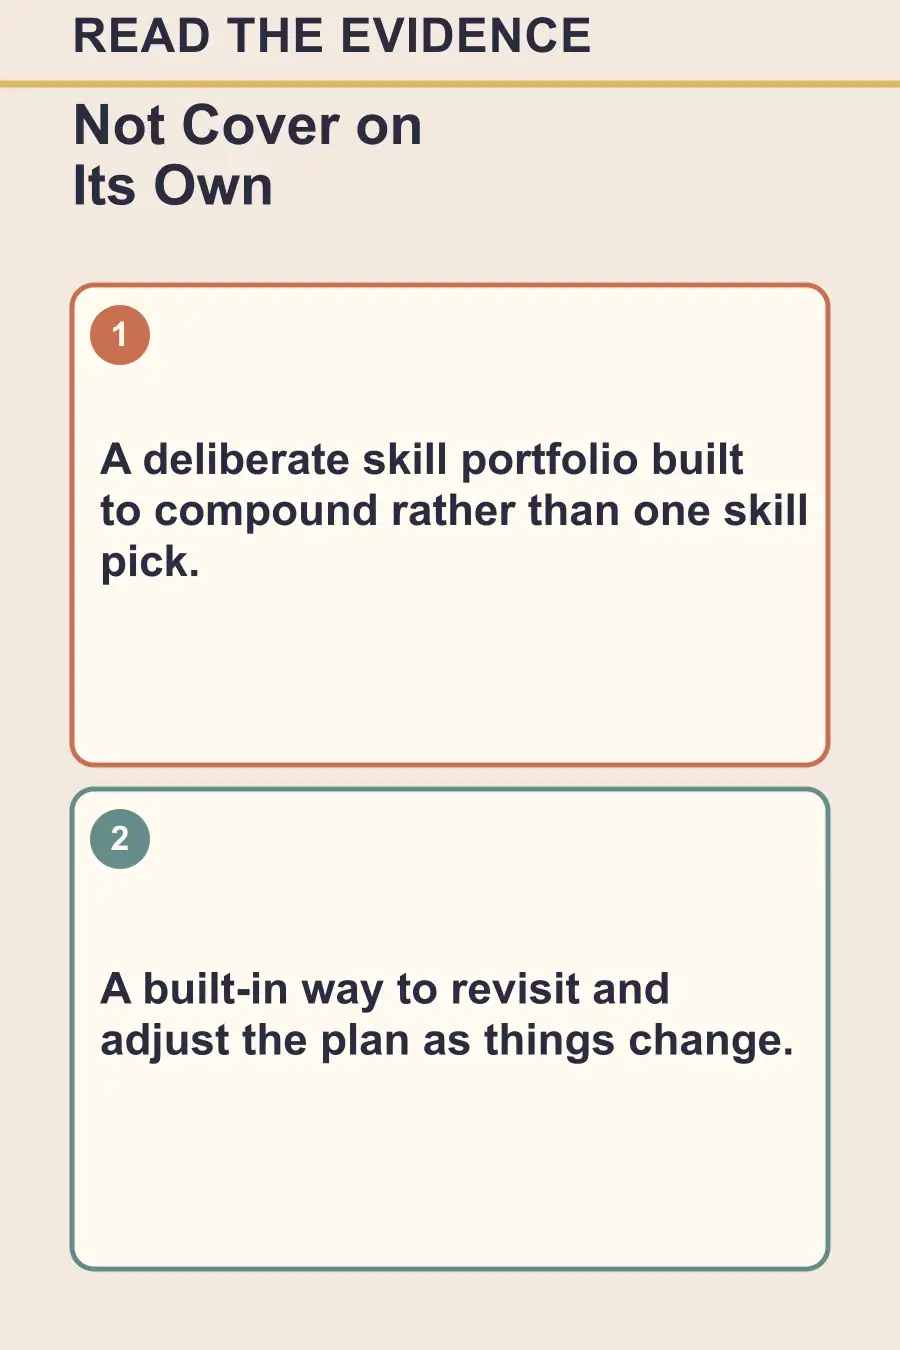 READ THE EVIDENCE
Not Cover on
Its Own
1
A deliberate skill portfolio built
to compound rather than one skill
pick.
2
A built-in way to revisit and
adjust the plan as things change.